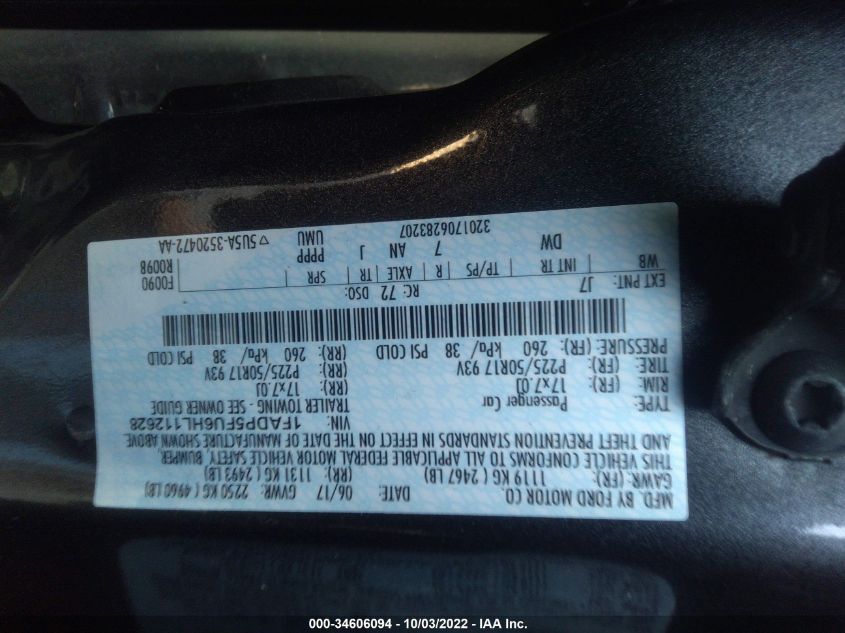 MFD. BY FORD MOTOR CO.
DATE: 06/17 GVWR: 2250 KG ( 4960 LB)
GAWR: (FR) 1119 KG ( 2467 LB) (RR): 1131 KG ( 2493 LB)
THIS VEHICLE CONFORMS TO ALL APPLICABLE FEDERAL MOTOR VEHICLE SAFETY, BUMPER,
AND THEFT PREVENTION STANDARDS IN EFFECT ON THE DATE OF MANUFACTURE SHOWN ABOVE
VIN: 1FADP5FU6HL112628
TYPE: Passenger Car TRAILER TOWING - SEE OWNER GUIDE
RIM: (FR): 17x7.0J (RR): 17x7.0J
TIRE: (FR): P225/50R17 93V (RR): P225/50R17 93V
PRESSURE: (FR): 260 kPa/ 38 PSI COLD (RR): 260 kPa/ 38 PSI COLD
EXT PNT: J7 RC: 72 DSO: F0090
WB INT TR TP/PS R AXLE TR SPR R0098
DW 7 AN J PPPP
3201706283207 UMU ▽5U5A-3520472-AA
000-34606094 - 10/03/2022 - IAA Inc.